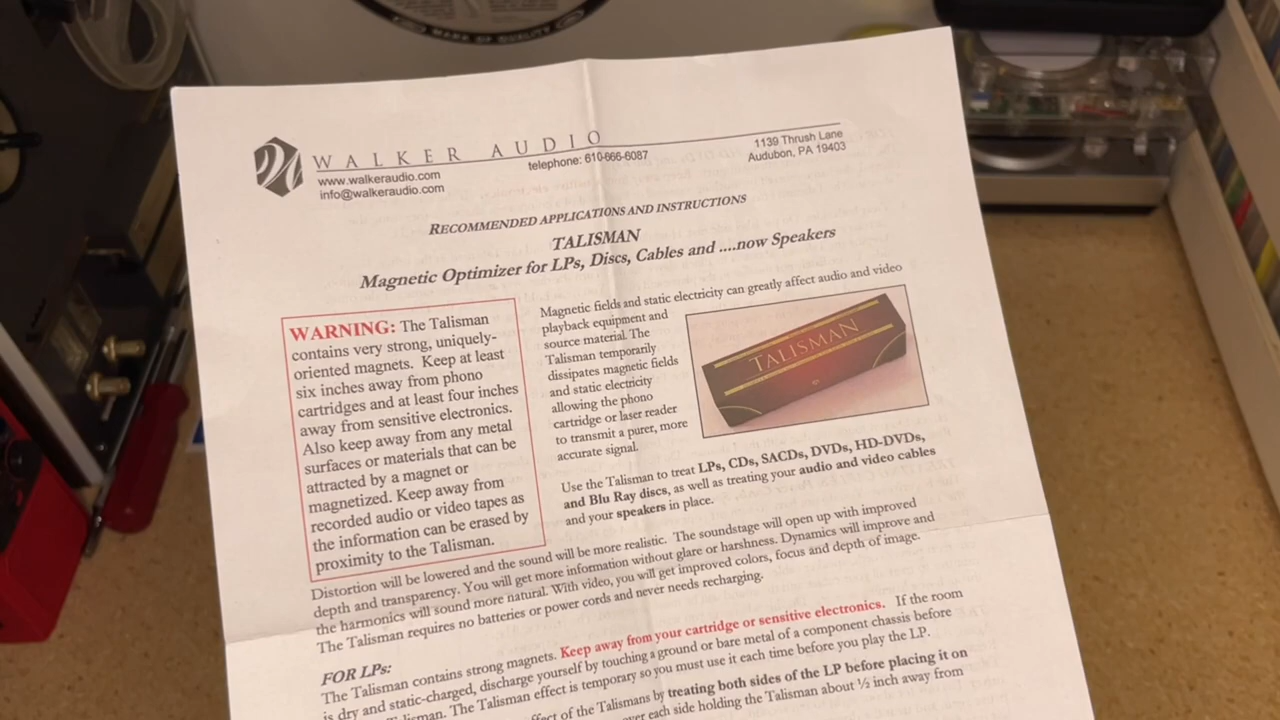 MARK OF QUALITY
WALKER AUDIO
www.walkeraudio.com
info@walkeraudio.com
telephone: 610-666-6087
1139 Thrush Lane
Audubon, PA 19403
RECOMMENDED APPLICATIONS AND INSTRUCTIONS
TALISMAN
Magnetic Optimizer for LPs, Discs, Cables and ....now Speakers
WARNING: The Talisman
contains very strong, uniquely-
oriented magnets. Keep at least
six inches away from phono
cartridges and at least four inches
away from sensitive electronics.
Also keep away from any metal
surfaces or materials that can be
attracted by a magnet or
magnetized. Keep away from
recorded audio or video tapes as
the information can be erased by
proximity to the Talisman.
Magnetic fields and static electricity can greatly affect audio and video
playback equipment and
source material. The
Talisman temporarily
dissipates magnetic fields
and static electricity
allowing the phono
cartridge or laser reader
to transmit a purer, more
accurate signal.
TALISMAN
Use the Talisman to treat LPs, CDs, SACDs, DVDs, HD-DVDs,
and Blu Ray discs, as well as treating your audio and video cables
and your speakers in place.
Distortion will be lowered and the sound will be more realistic. The soundstage will open up with improved
depth and transparency. You will get more information without glare or harshness. Dynamics will improve and
the harmonics will sound more natural. With video, you will get improved colors, focus and depth of image.
The Talisman requires no batteries or power cords and never needs recharging.
FOR LPs:
The Talisman contains strong magnets. Keep away from your cartridge or sensitive electronics. If the room
is dry and static-charged, discharge yourself by touching a ground or bare metal of a component chassis before
The Talisman effect is temporary so you must use it each time before you play the LP.
of the Talismans by treating both sides of the LP before placing it on
each side holding the Talisman about ½ inch away from